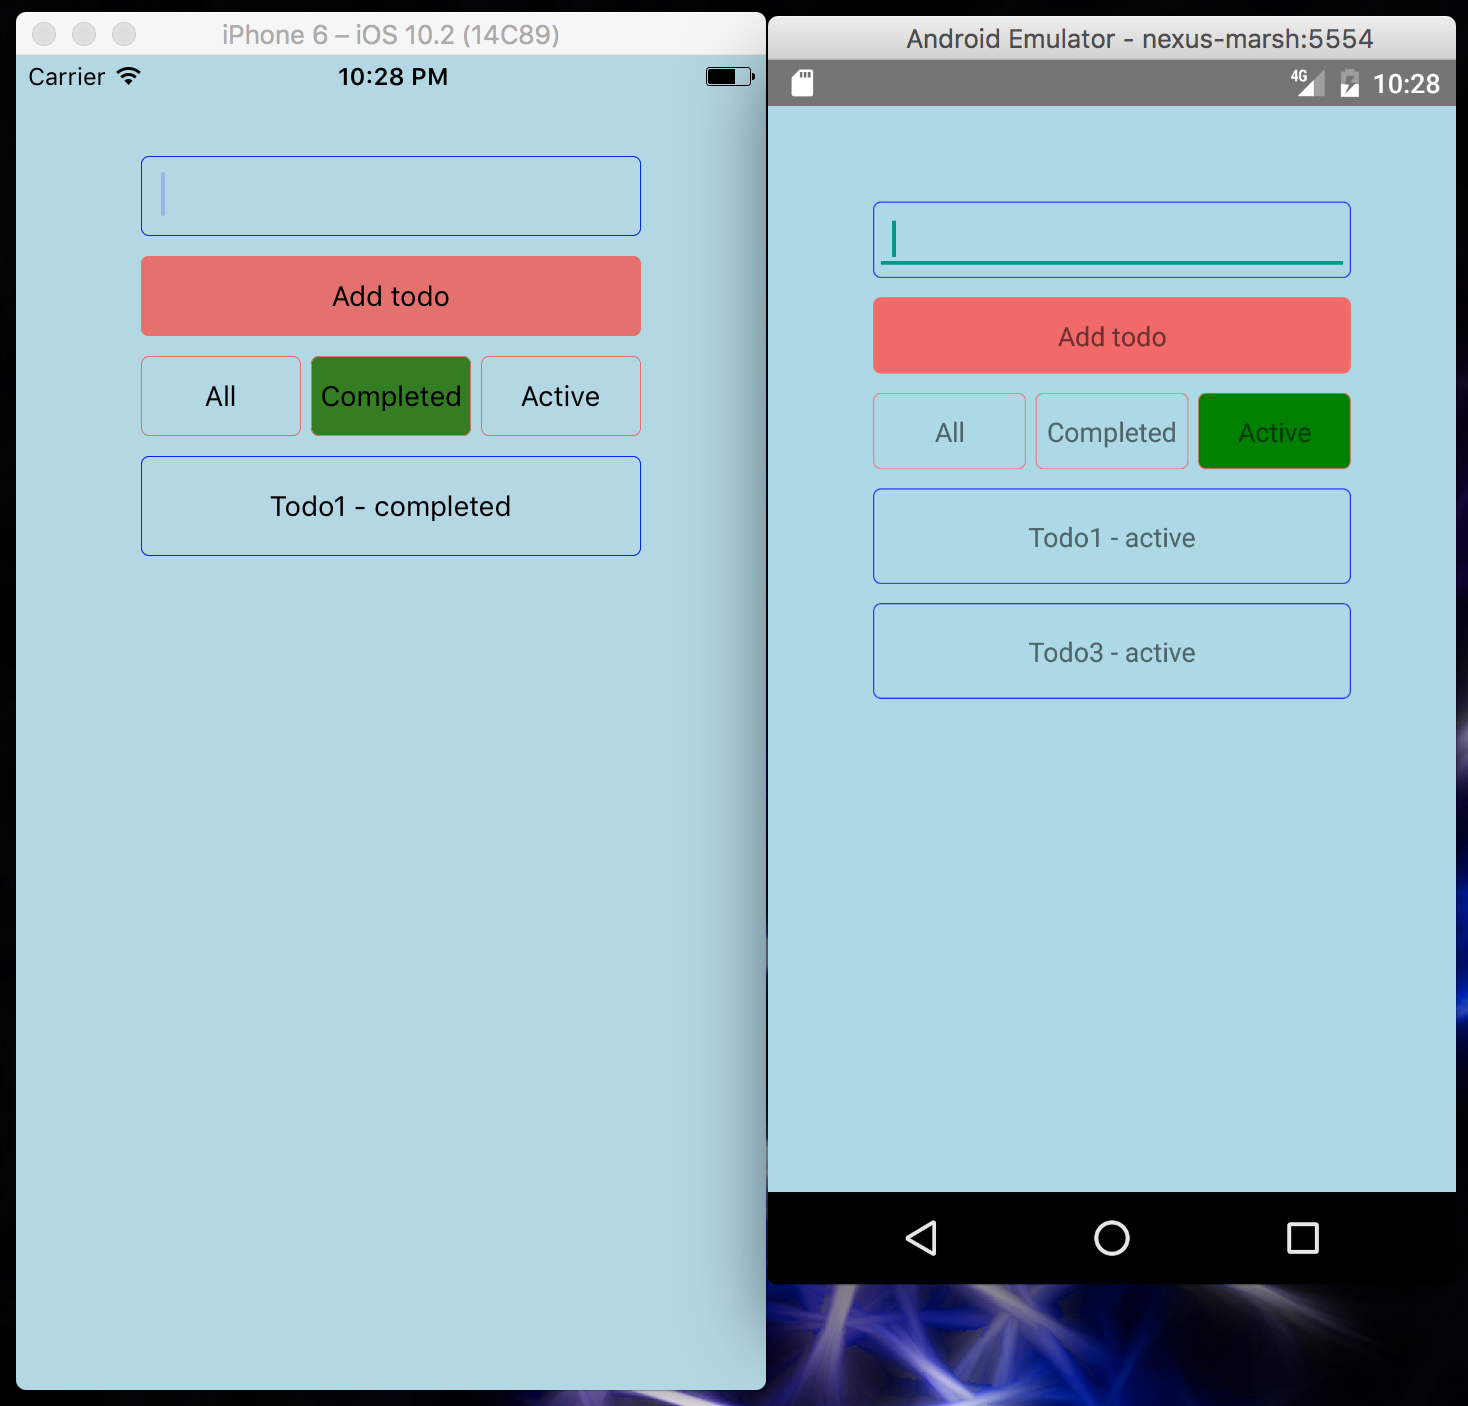 iPhone 6 – iOS 10.2 (14C89)
Carrier 10:28 PM
Add todo
All Completed Active
Todo1 - completed
Android Emulator - nexus-marsh:5554
4G 10:28
Add todo
All Completed Active
Todo1 - active
Todo3 - active